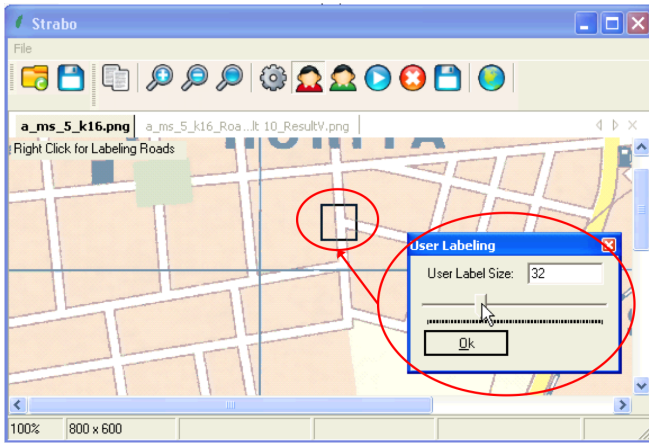 Strabo
File
a_ms_5_k16.png a_ms_5_k16_Roa...lt 10_ResultV.png
Right Click for Labeling Roads
User Labeling
User Label Size: 32
Ok
100% 800 x 600